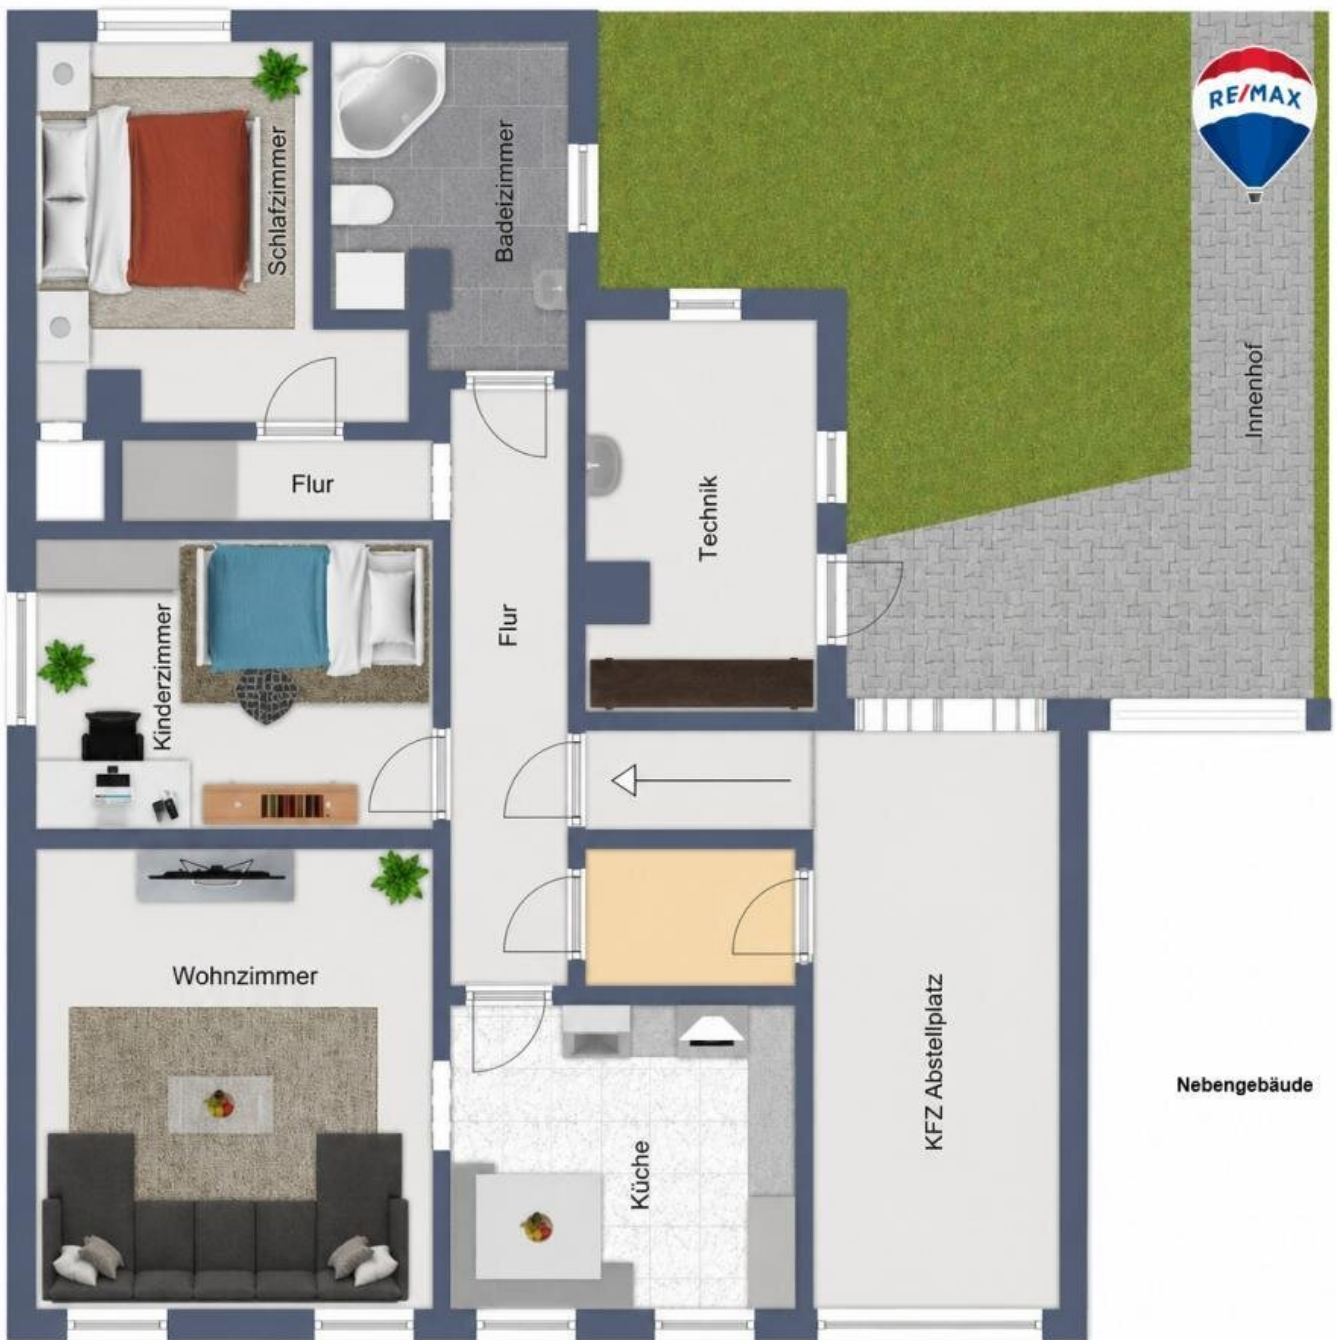 RE/MAX
Schlafzimmer
Badeizimmer
Innenhof
Flur
Technik
Flur
Kinderzimmer
Wohnzimmer
KFZ Abstellplatz
Nebengebäude
Küche